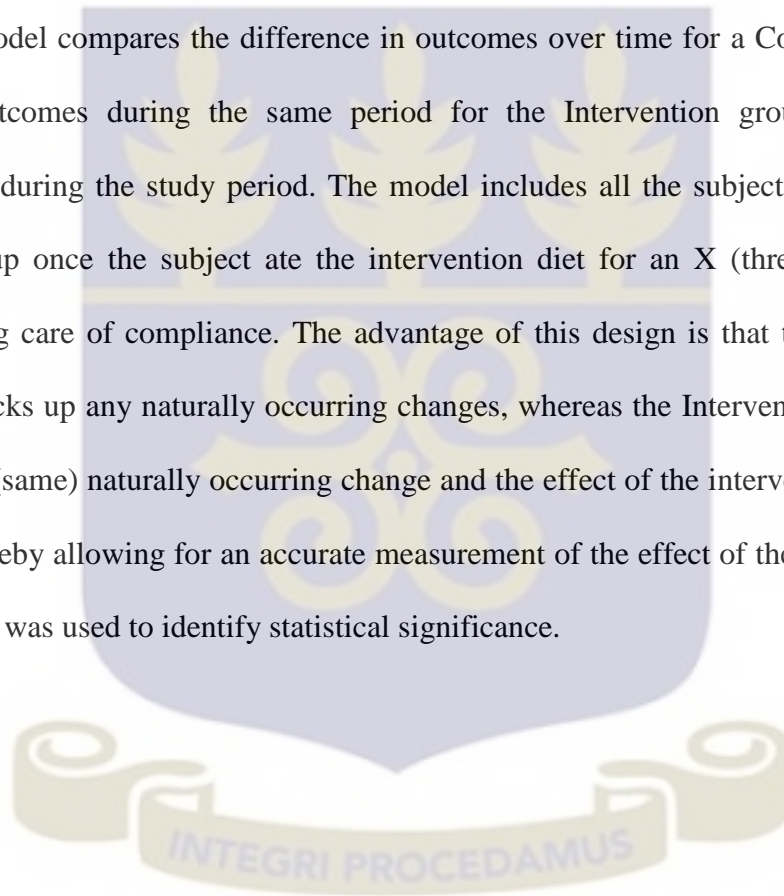 odel compares the difference in outcomes over time for a Co
tcomes during the same period for the Intervention grou
during the study period. The model includes all the subject
up once the subject ate the intervention diet for an X (thre
g care of compliance. The advantage of this design is that t
cks up any naturally occurring changes, whereas the Interven
(same) naturally occurring change and the effect of the interve
eby allowing for an accurate measurement of the effect of the
was used to identify statistical significance.
INTEGRI PROCEDAMUS